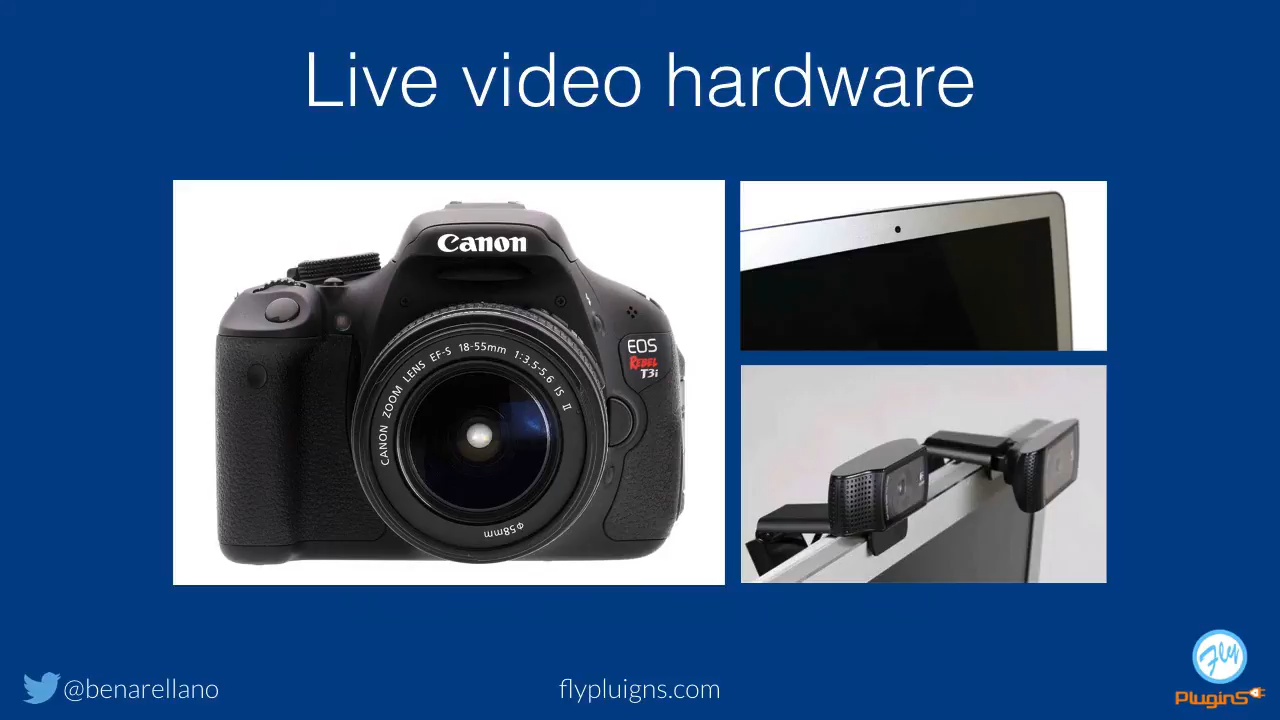 Live video hardware
Canon
EOS
REBEL
T3i
CANON ZOOM LENS EF-S 18-55mm 1:3.5-5.6 IS II
Φ58mm
@benarellano
flypluigns.com
Fly
PluginS